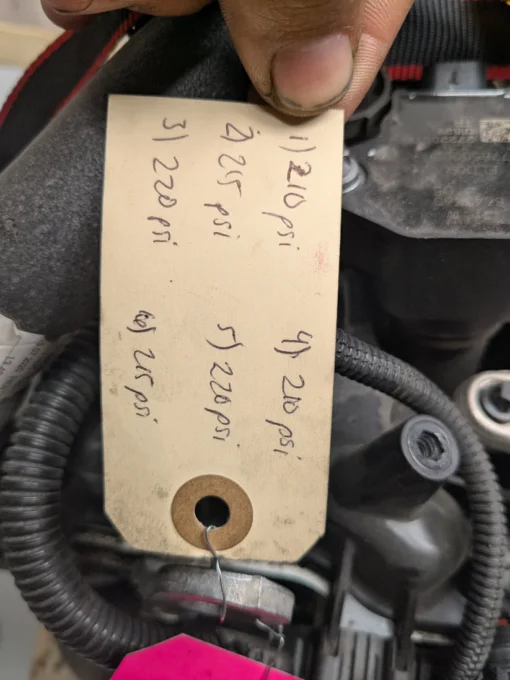 1) 210 psi
2) 215 psi
3) 220 psi
4) 210 psi
5) 220 psi
6) 215 psi